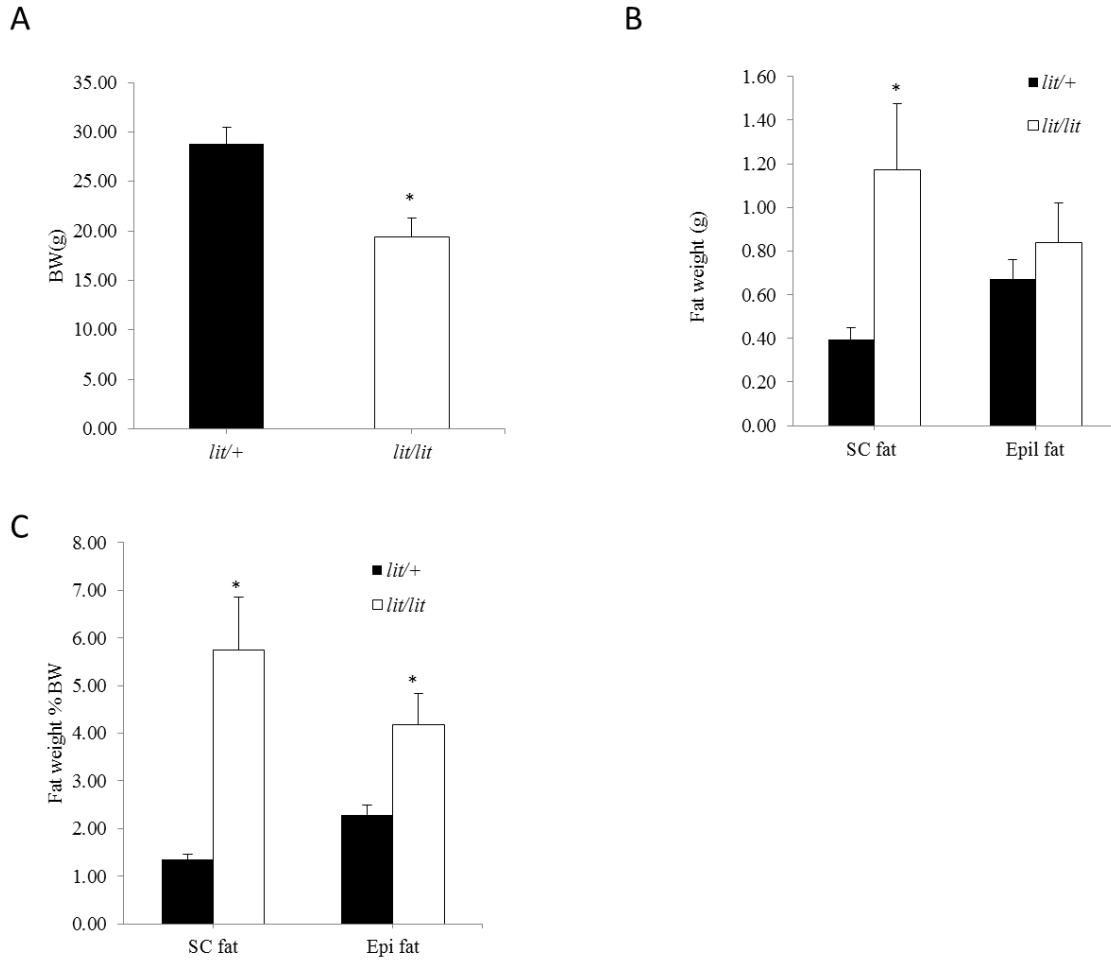 A
BW(g)
35.00
30.00
25.00
20.00
15.00
10.00
5.00
0.00
*
lit/+
lit/lit
B
Fat weight (g)
1.60
1.40
1.20
1.00
0.80
0.60
0.40
0.20
0.00
*
lit/+
lit/lit
SC fat
Epil fat
C
Fat weight %BW
8.00
7.00
6.00
5.00
4.00
3.00
2.00
1.00
0.00
*
*
lit/+
lit/lit
SC fat
Epi fat